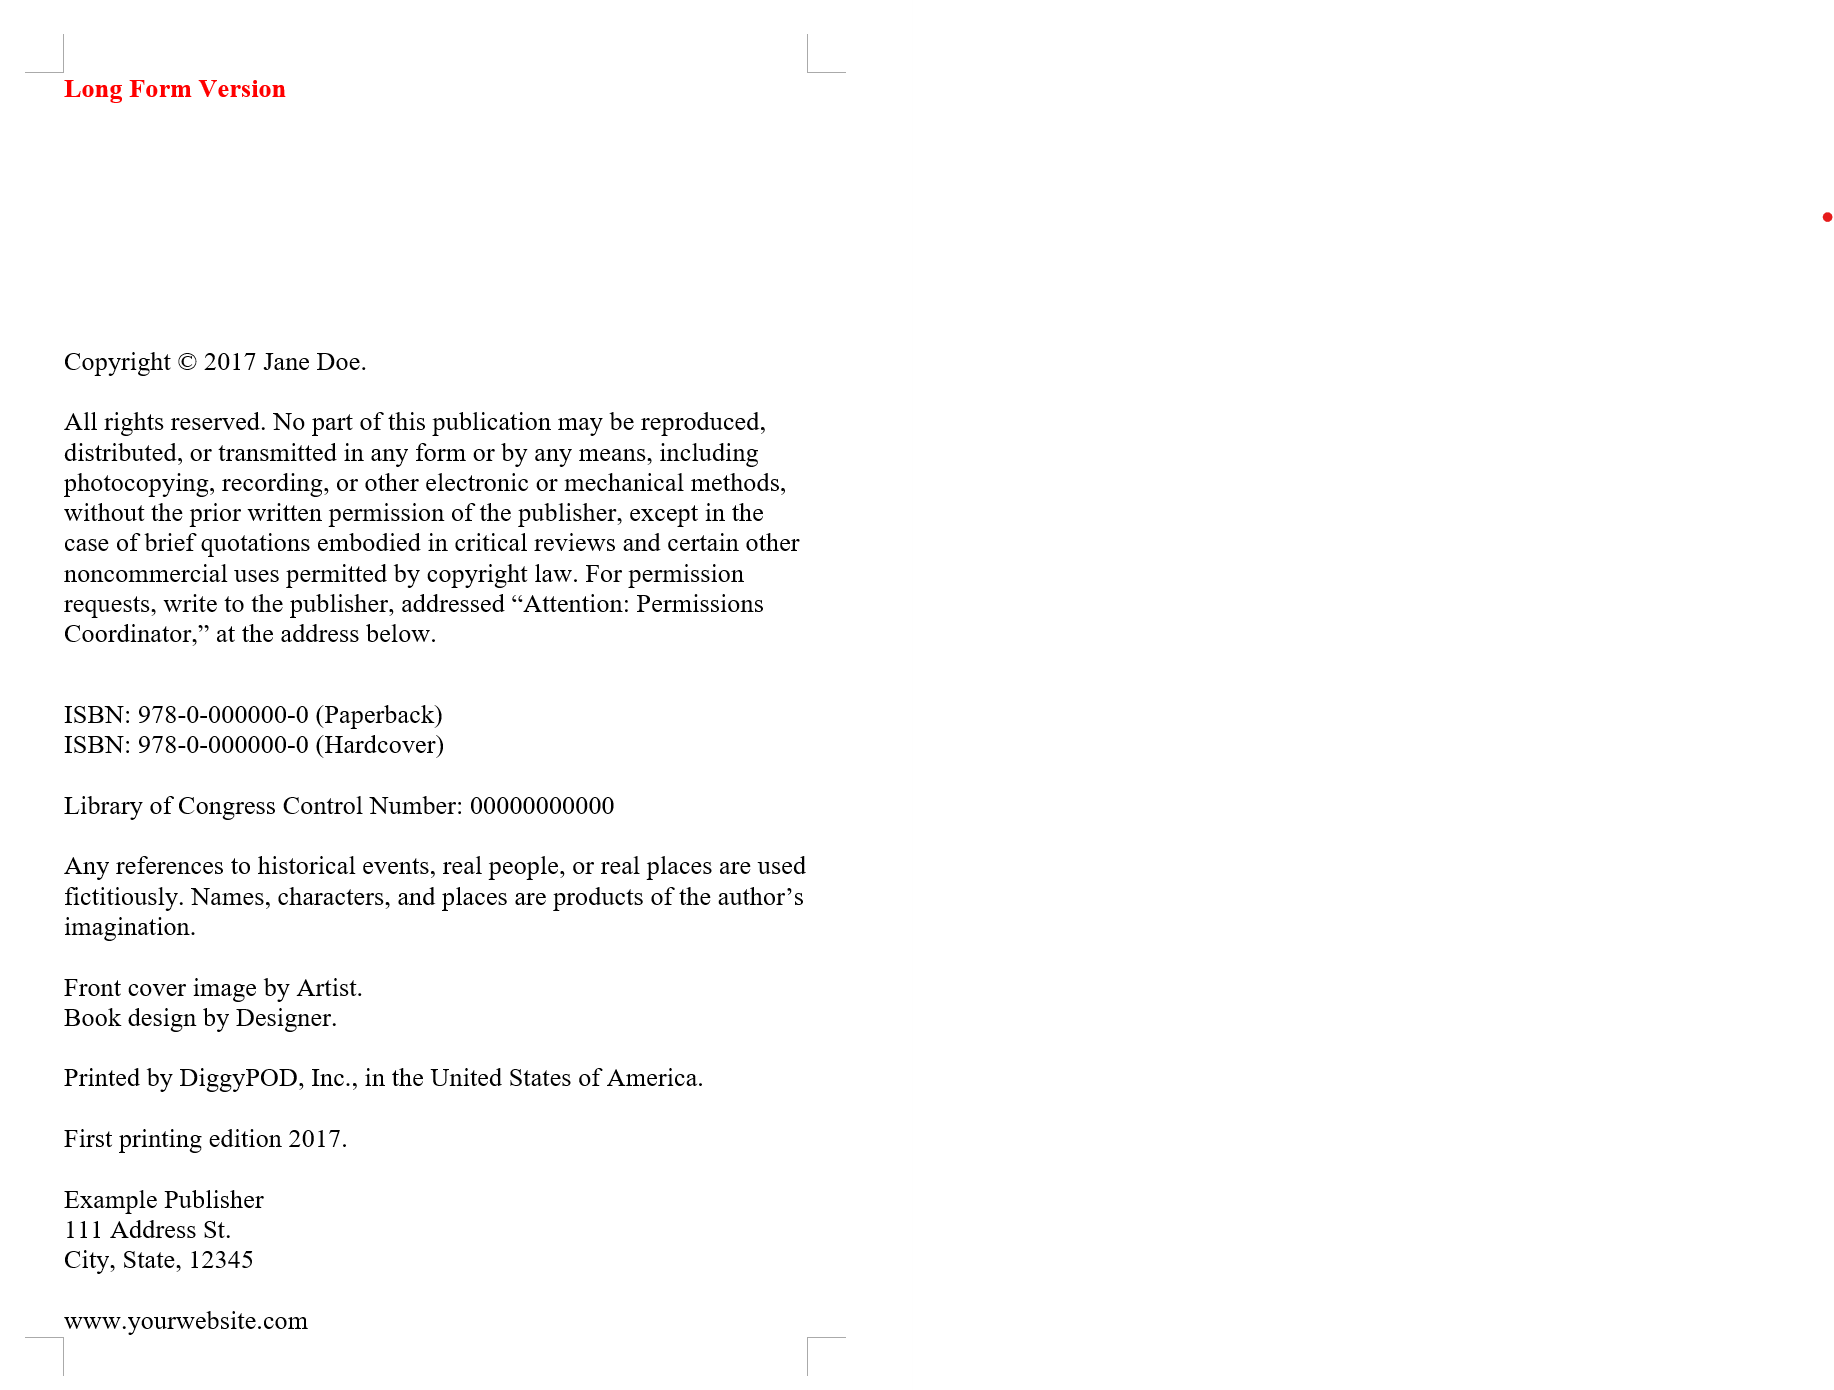 Long Form Version
Copyright © 2017 Jane Doe.
All rights reserved. No part of this publication may be reproduced,
distributed, or transmitted in any form or by any means, including
photocopying, recording, or other electronic or mechanical methods,
without the prior written permission of the publisher, except in the
case of brief quotations embodied in critical reviews and certain other
noncommercial uses permitted by copyright law. For permission
requests, write to the publisher, addressed “Attention: Permissions
Coordinator,” at the address below.
ISBN: 978-0-000000-0 (Paperback)
ISBN: 978-0-000000-0 (Hardcover)
Library of Congress Control Number: 00000000000
Any references to historical events, real people, or real places are used
fictitiously. Names, characters, and places are products of the author’s
imagination.
Front cover image by Artist.
Book design by Designer.
Printed by DiggyPOD, Inc., in the United States of America.
First printing edition 2017.
Example Publisher
111 Address St.
City, State, 12345
www.yourwebsite.com